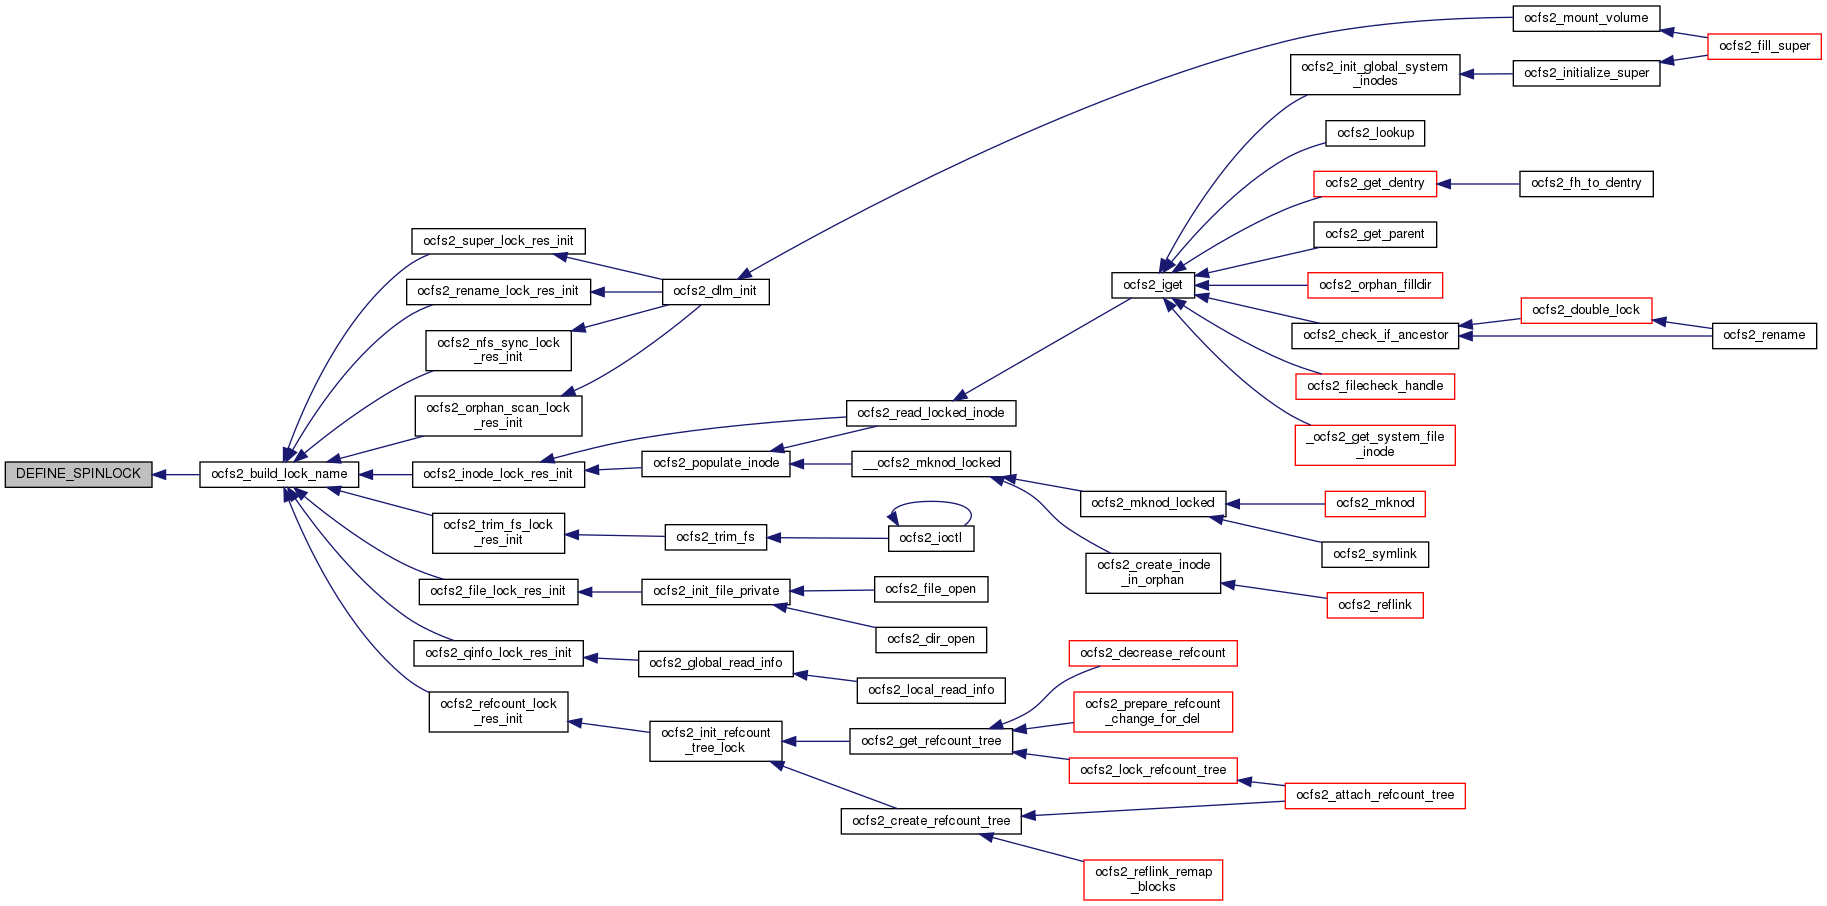 DEFINE_SPINLOCK
ocfs2_build_lock_name
ocfs2_super_lock_res_init
ocfs2_rename_lock_res_init
ocfs2_nfs_sync_lock
_res_init
ocfs2_orphan_scan_lock
_res_init
ocfs2_inode_lock_res_init
ocfs2_trim_fs_lock
_res_init
ocfs2_file_lock_res_init
ocfs2_qinfo_lock_res_init
ocfs2_refcount_lock
_res_init
ocfs2_dlm_init
ocfs2_populate_inode
ocfs2_trim_fs
ocfs2_init_file_private
ocfs2_global_read_info
ocfs2_init_refcount
_tree_lock
ocfs2_read_locked_inode
__ocfs2_mknod_locked
ocfs2_ioctl
ocfs2_file_open
ocfs2_dir_open
ocfs2_local_read_info
ocfs2_get_refcount_tree
ocfs2_create_refcount_tree
ocfs2_iget
ocfs2_mknod_locked
ocfs2_create_inode
_in_orphan
ocfs2_decrease_refcount
ocfs2_prepare_refcount
_change_for_del
ocfs2_lock_refcount_tree
ocfs2_reflink_remap
_blocks
ocfs2_init_global_system
_inodes
ocfs2_lookup
ocfs2_get_dentry
ocfs2_get_parent
ocfs2_orphan_filldir
ocfs2_check_if_ancestor
ocfs2_filecheck_handle
_ocfs2_get_system_file
_inode
ocfs2_mknod
ocfs2_symlink
ocfs2_reflink
ocfs2_attach_refcount_tree
ocfs2_mount_volume
ocfs2_initialize_super
ocfs2_fh_to_dentry
ocfs2_double_lock
ocfs2_fill_super
ocfs2_rename